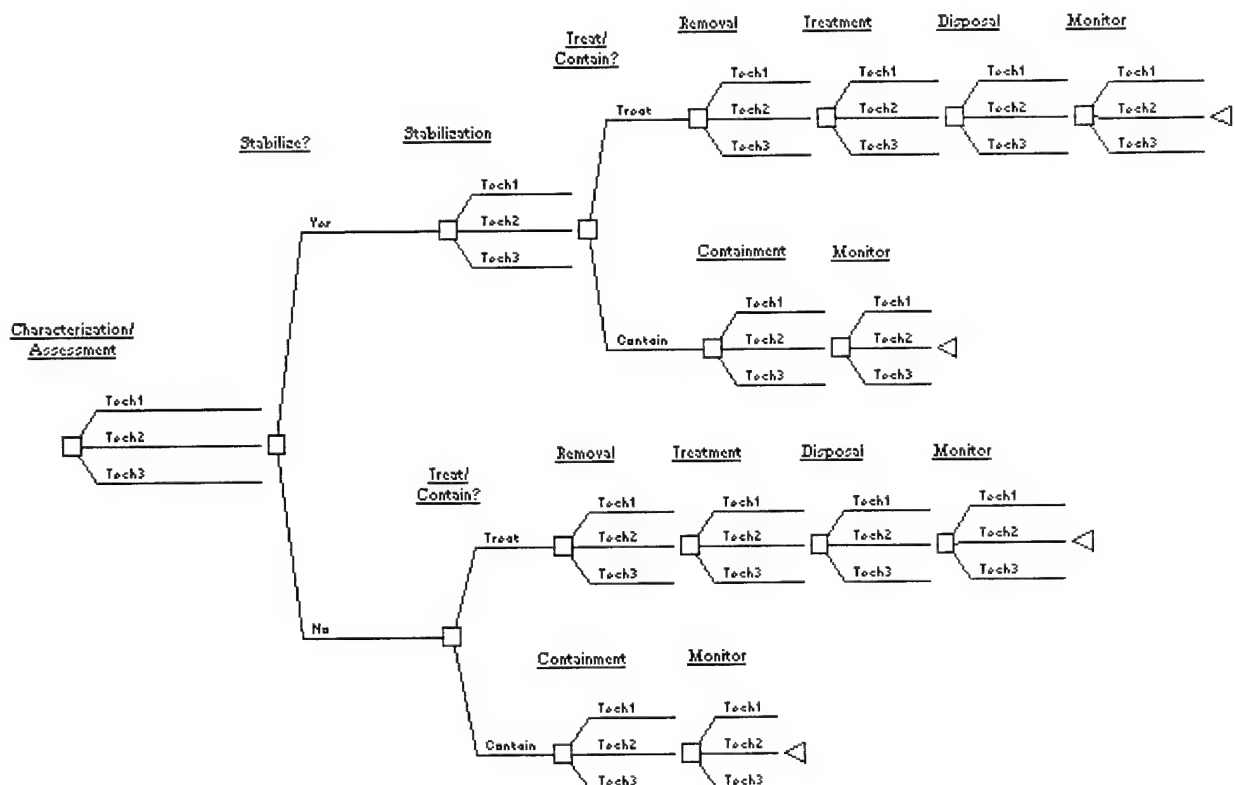 Removal Treatment Disposal Monitor
Treat/
Contain?
Tech1 Tech1 Tech1 Tech1
Treat Tech2 Tech2 Tech2 Tech2
Tech3 Tech3 Tech3 Tech3
Stabilize?
Stabilization
Tech1
Yes Tech2
Tech3
Containment Monitor
Tech1 Tech1
Contain Tech2 Tech2
Tech3 Tech3
Characterization/
Assessment
Tech1
Tech2
Tech3
Removal Treatment Disposal Monitor
Treat/
Contain?
Tech1 Tech1 Tech1 Tech1
Treat Tech2 Tech2 Tech2 Tech2
Tech3 Tech3 Tech3 Tech3
No
Containment Monitor
Tech1 Tech1
Contain Tech2 Tech2
Tech3 Tech3